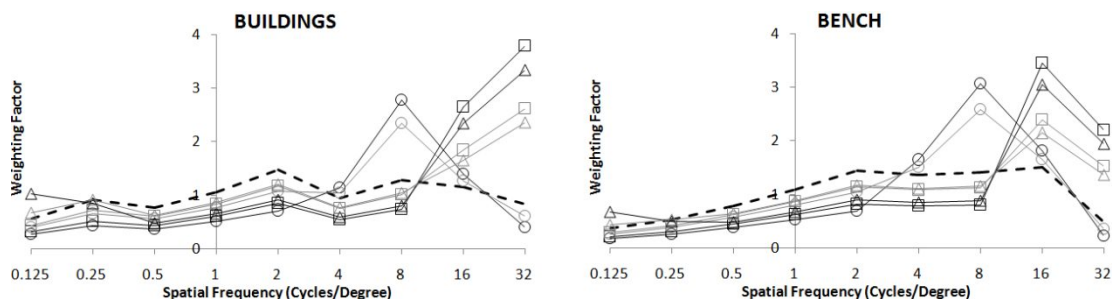 BUILDINGS
4
3
2
1
0
Weighting Factor
0.125 0.25 0.5 1 2 4 8 16 32
Spatial Frequency (Cycles/Degree)
BENCH
4
3
2
1
0
Weighting Factor
0.125 0.25 0.5 1 2 4 8 16 32
Spatial Frequency (Cycles/Degree)